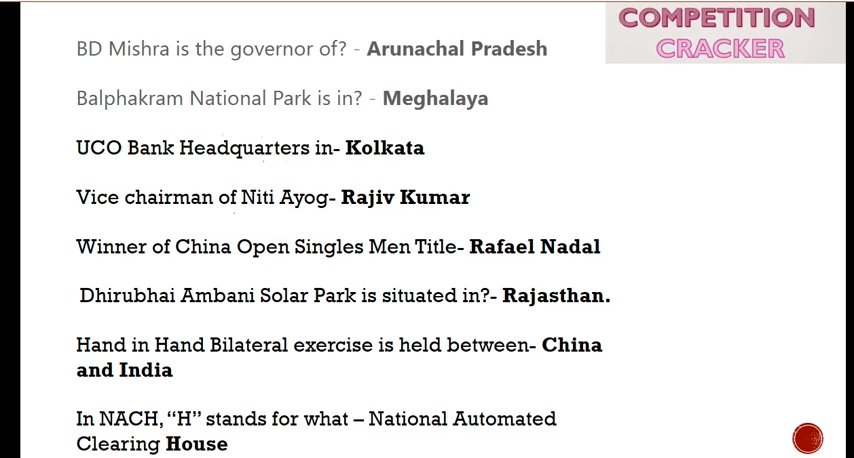 COMPETITION
CRACKER
BD Mishra is the governor of? - Arunachal Pradesh
Balphakram National Park is in? - Meghalaya
UCO Bank Headquarters in- Kolkata
Vice chairman of Niti Ayog- Rajiv Kumar
Winner of China Open Singles Men Title- Rafael Nadal
Dhirubhai Ambani Solar Park is situated in?- Rajasthan.
Hand in Hand Bilateral exercise is held between- China
and India
In NACH, “H” stands for what – National Automated
Clearing House